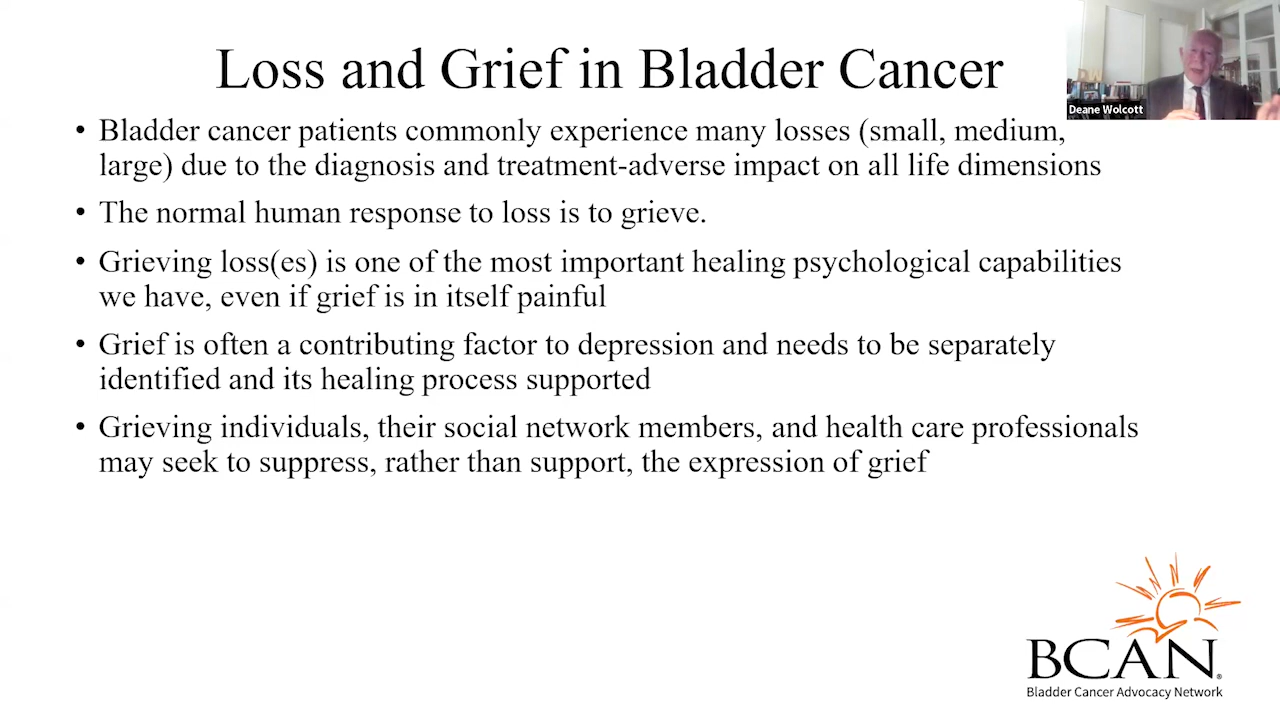 Loss and Grief in Bladder Cancer
Deane Wolcott
• Bladder cancer patients commonly experience many losses (small, medium,
large) due to the diagnosis and treatment-adverse impact on all life dimensions
• The normal human response to loss is to grieve.
• Grieving loss(es) is one of the most important healing psychological capabilities
we have, even if grief is in itself painful
• Grief is often a contributing factor to depression and needs to be separately
identified and its healing process supported
• Grieving individuals, their social network members, and health care professionals
may seek to suppress, rather than support, the expression of grief
BCAN®
Bladder Cancer Advocacy Network